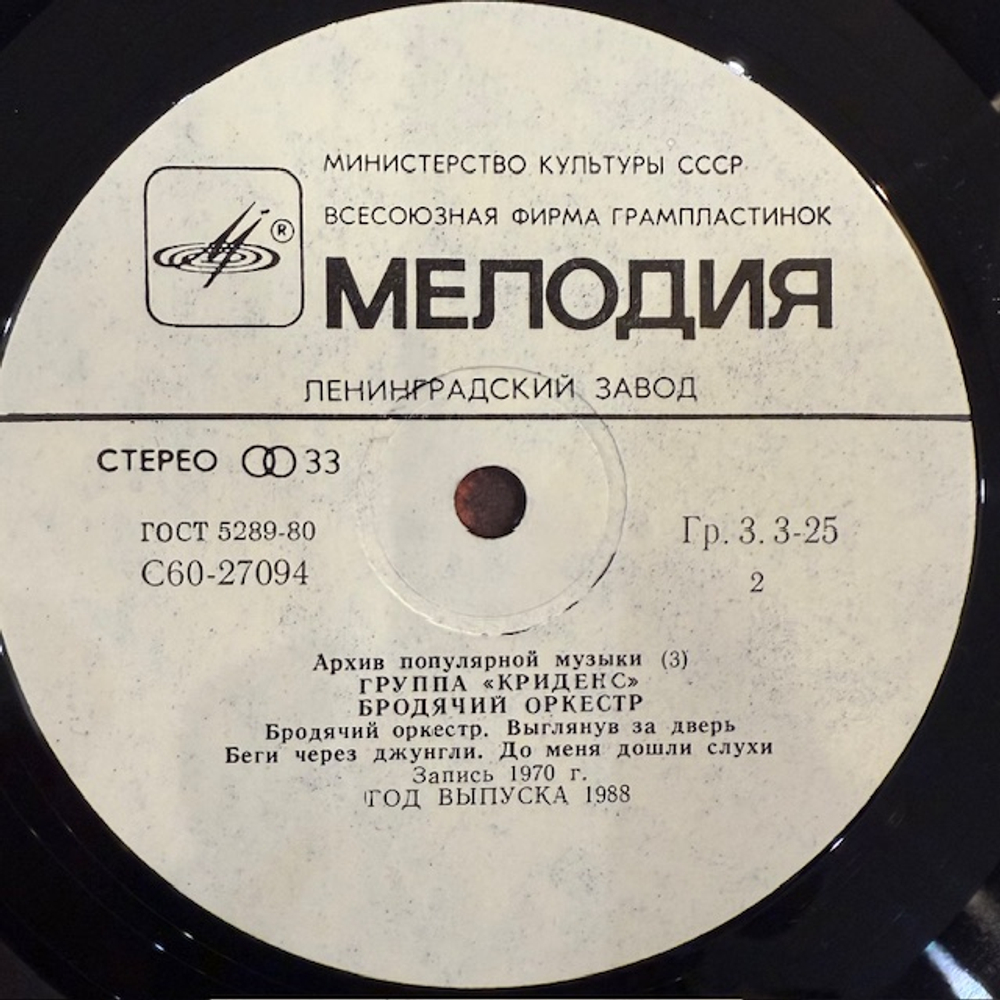 МИНИСТЕРСТВО КУЛЬТУРЫ СССР
ВСЕСОЮЗНАЯ ФИРМА ГРАМПЛАСТИНОК
®
МЕЛОДИЯ
ЛЕНИНГРАДСКИЙ ЗАВОД
СТЕРЕО 33
ГОСТ 5289-80
Гр. 3. 3-25
С60-27094
2
Архив популярной музыки (3)
ГРУППА «КРИДЕНС»
БРОДЯЧИЙ ОРКЕСТР
Бродячий оркестр. Выглянув за дверь
Беги через джунгли. До меня дошли слухи
Запись 1970 г.
ГОД ВЫПУСКА 1988